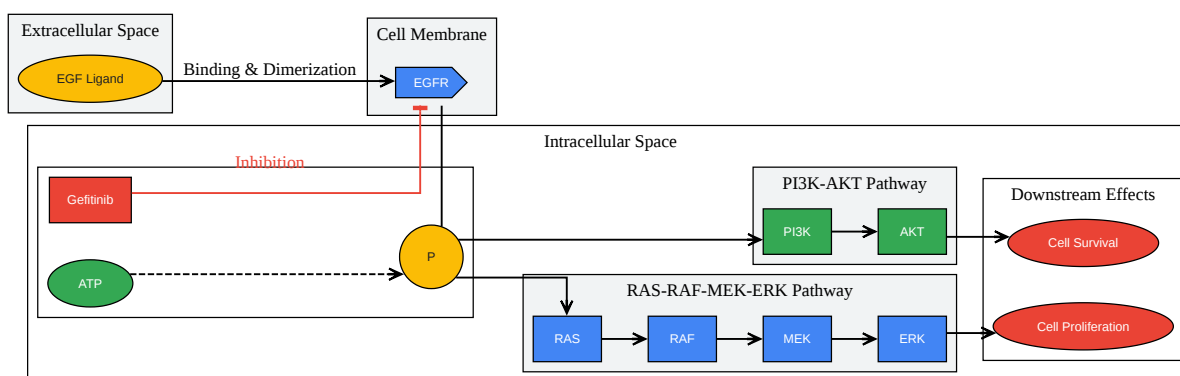 Extracellular Space
EGF Ligand
Binding & Dimerization
Cell Membrane
EGFR
Intracellular Space
Inhibition
Gefitinib
ATP
P
PI3K-AKT Pathway
PI3K
AKT
RAS-RAF-MEK-ERK Pathway
RAS
RAF
MEK
ERK
Downstream Effects
Cell Survival
Cell Proliferation